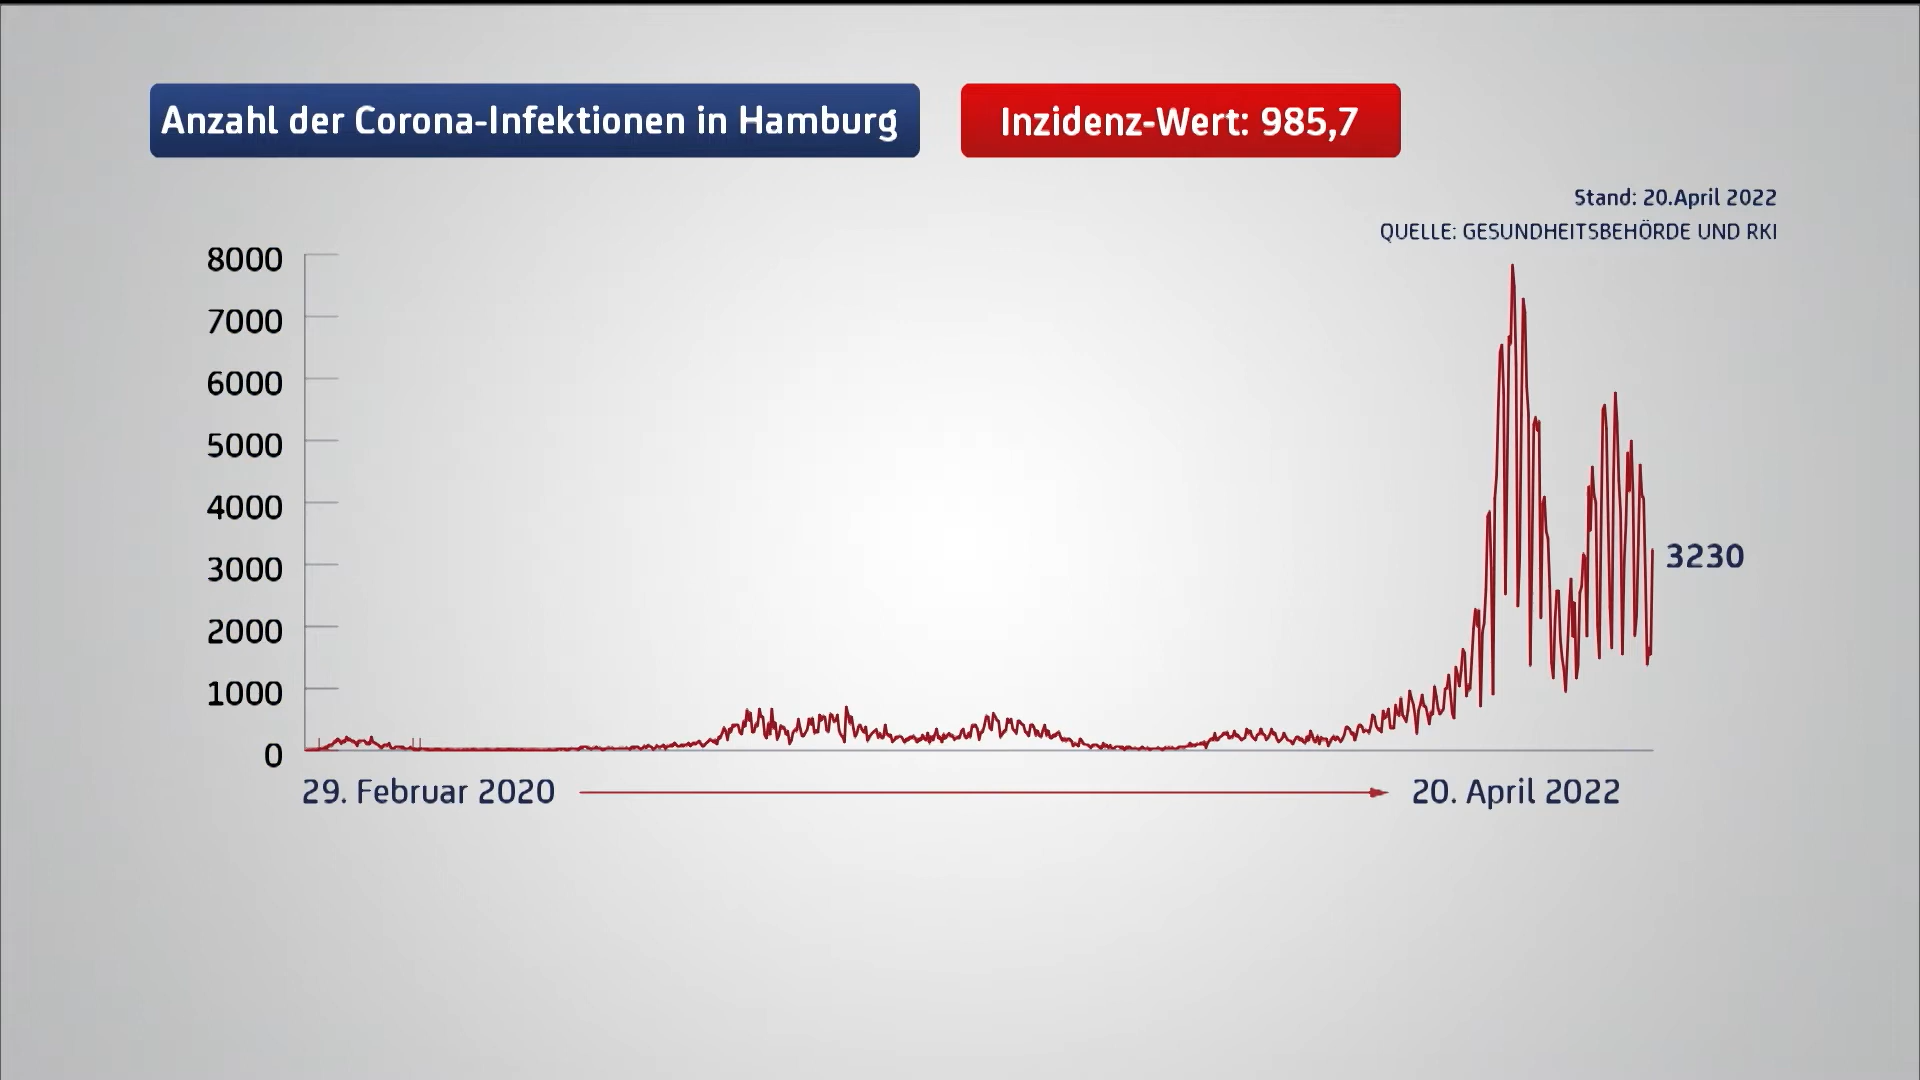 Anzahl der Corona-Infektionen in Hamburg
Inzidenz-Wert: 985,7
Stand: 20.April 2022
QUELLE: GESUNDHEITSBEHÖRDE UND RKI
8000
7000
6000
5000
4000
3000
2000
1000
0
3230
29. Februar 2020
20. April 2022